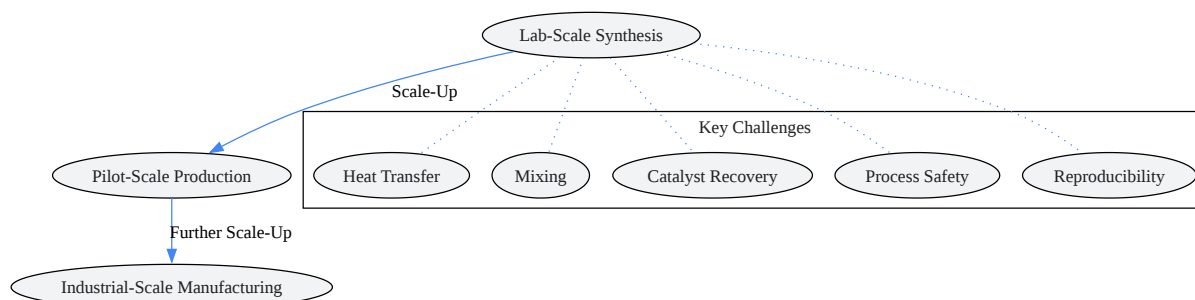 Lab-Scale Synthesis
Scale-Up
Key Challenges
Pilot-Scale Production
Heat Transfer
Mixing
Catalyst Recovery
Process Safety
Reproducibility
Further Scale-Up
Industrial-Scale Manufacturing